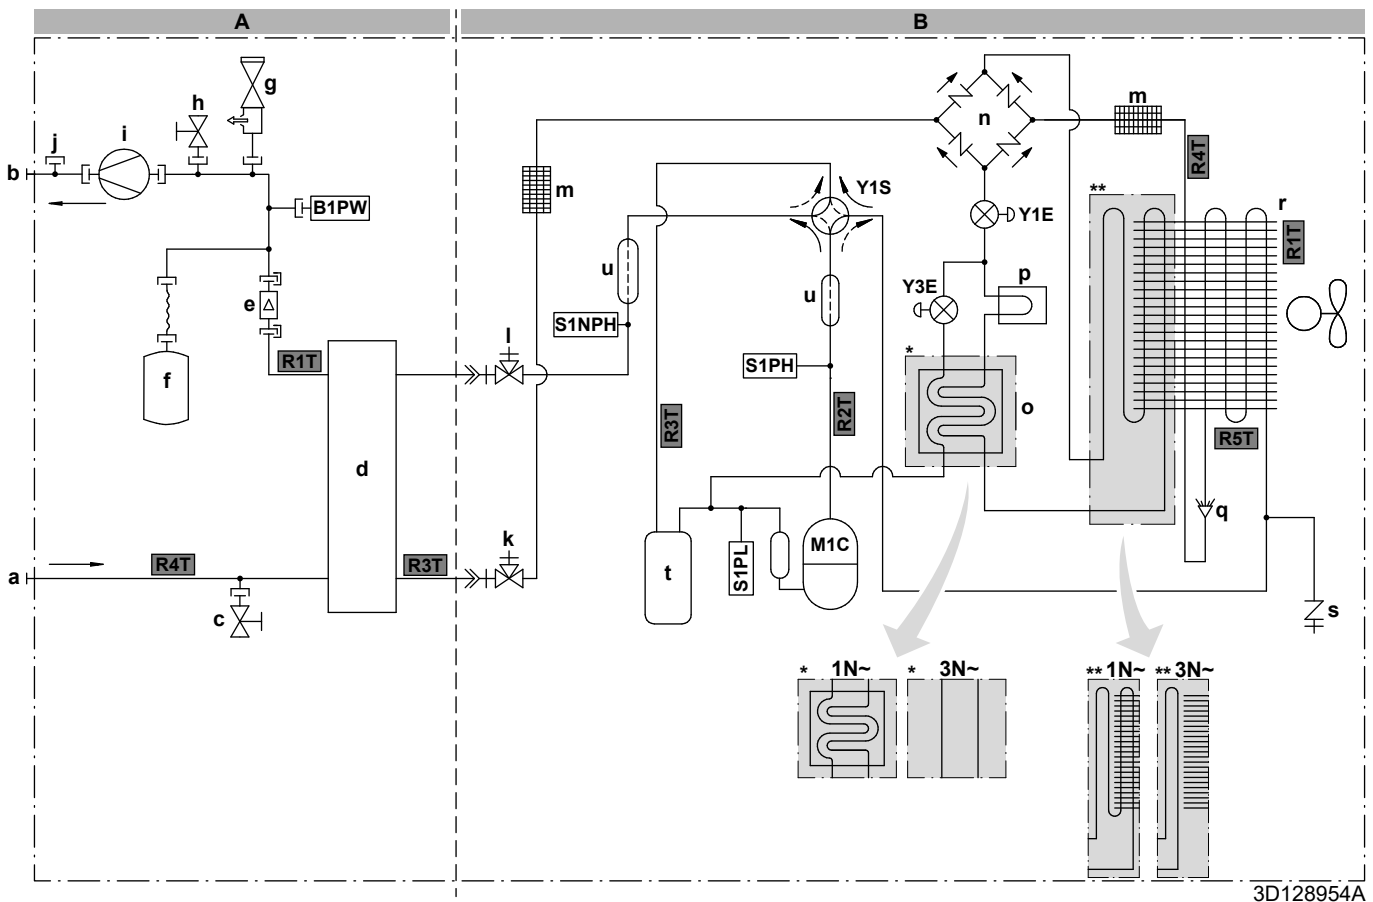 A
B
g
h
m
j
i
n
b
R4T
m
Y1S
**
r
B1PW
Y1E
R1T
u
p
e
u
Y3E
S1NPH
l
*
R1T
S1PH
f
o
R3T
R2T
R5T
d
q
k
M1C
R4T
R3T
a
t
S1PL
c
s
* 1N~
* 3N~
** 1N~
** 3N~
3D128954A